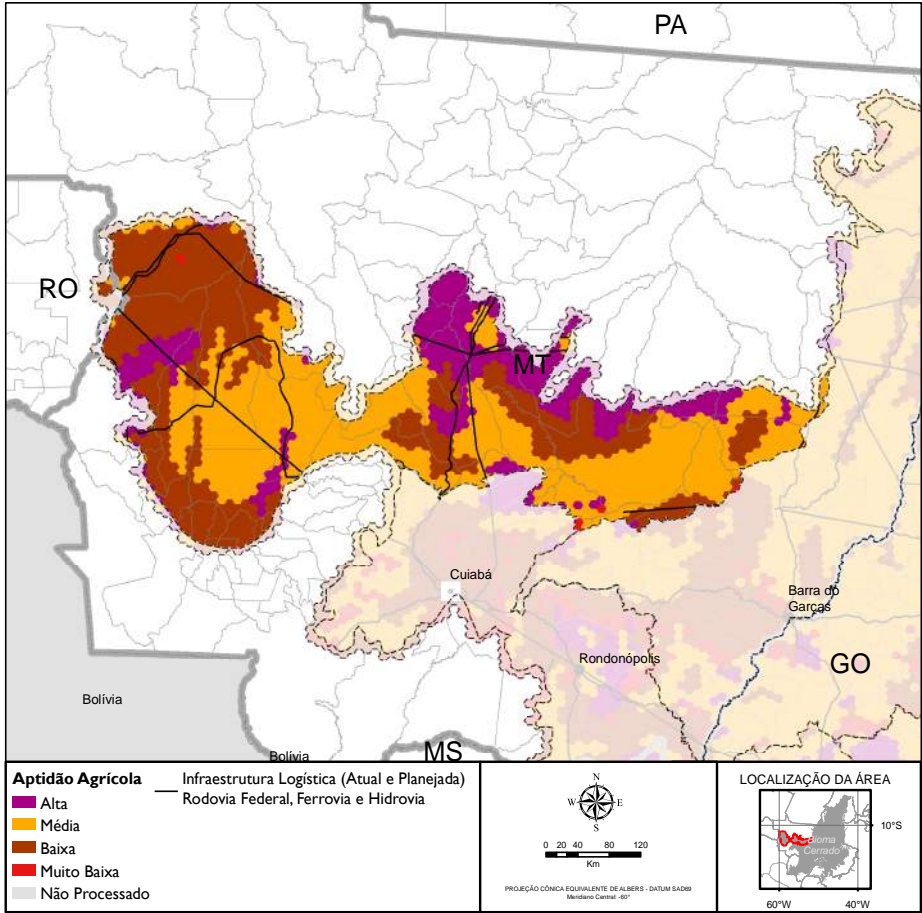 PA
RO
MT
Cuiabá
Barra do
Garças
Rondonópolis
GO
Bolívia
Bolívia
MS
Aptidão Agrícola
Alta
Média
Baixa
Muito Baixa
Não Processado
Infraestrutura Logística (Atual e Planejada)
Rodovia Federal, Ferrovia e Hidrovia
N
W E
S
0 20 40 80 120
Km
PROJEÇÃO CÔNICA EQUIVALENTE DE ALBERS - DATUM SAD69
Meridiano Central: -60°
LOCALIZAÇÃO DA ÁREA
10°S
Bioma
Cerrado
60°W 40°W